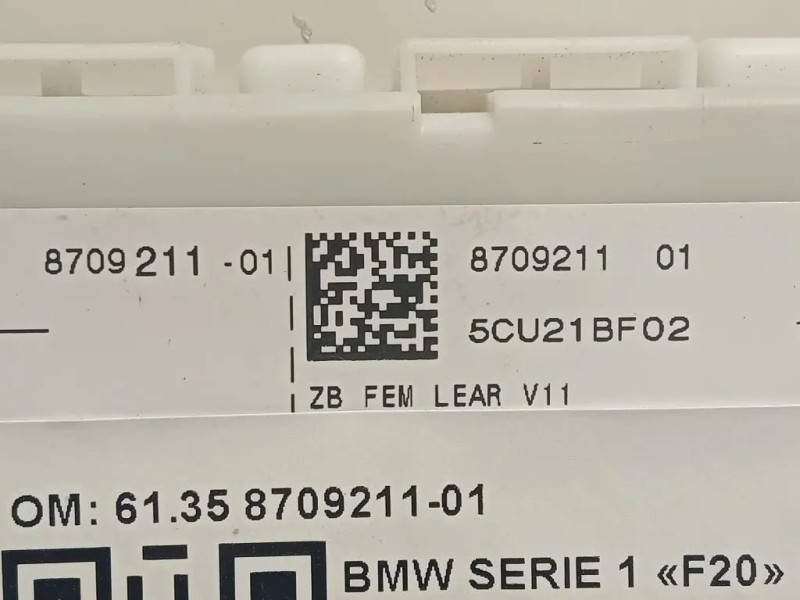 8709211 -01
8709211 01
5CU21BF02
ZB FEM LEAR V11
OM: 61.35 8709211-01
BMW SERIE 1 «F20»